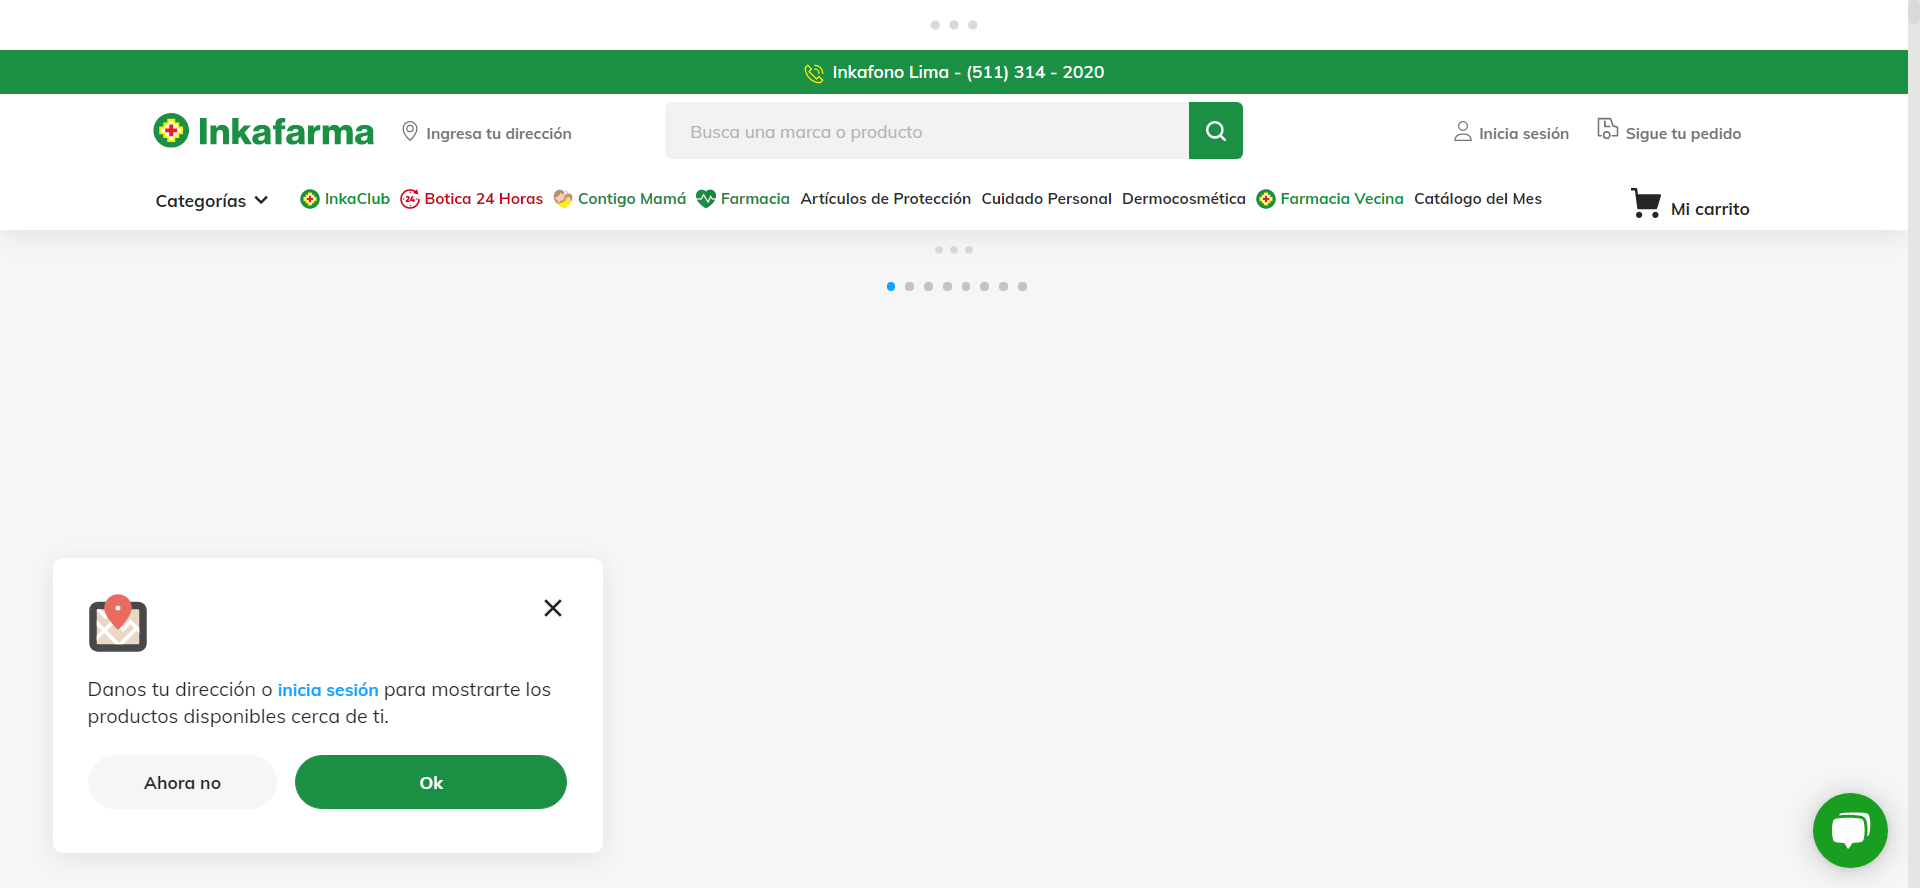 Inkafono Lima - (511) 314 - 2020
Inkafarma
Ingresa tu dirección
Busca una marca o producto
Inicia sesión
Sigue tu pedido
Categorías
InkaClub
24
Botica 24 Horas
Contigo Mamá
Farmacia
Artículos de Protección
Cuidado Personal
Dermocosmética
Farmacia Vecina
Catálogo del Mes
Mi carrito
Danos tu dirección o inicia sesión para mostrarte los
productos disponibles cerca de ti.
Ahora no
Ok